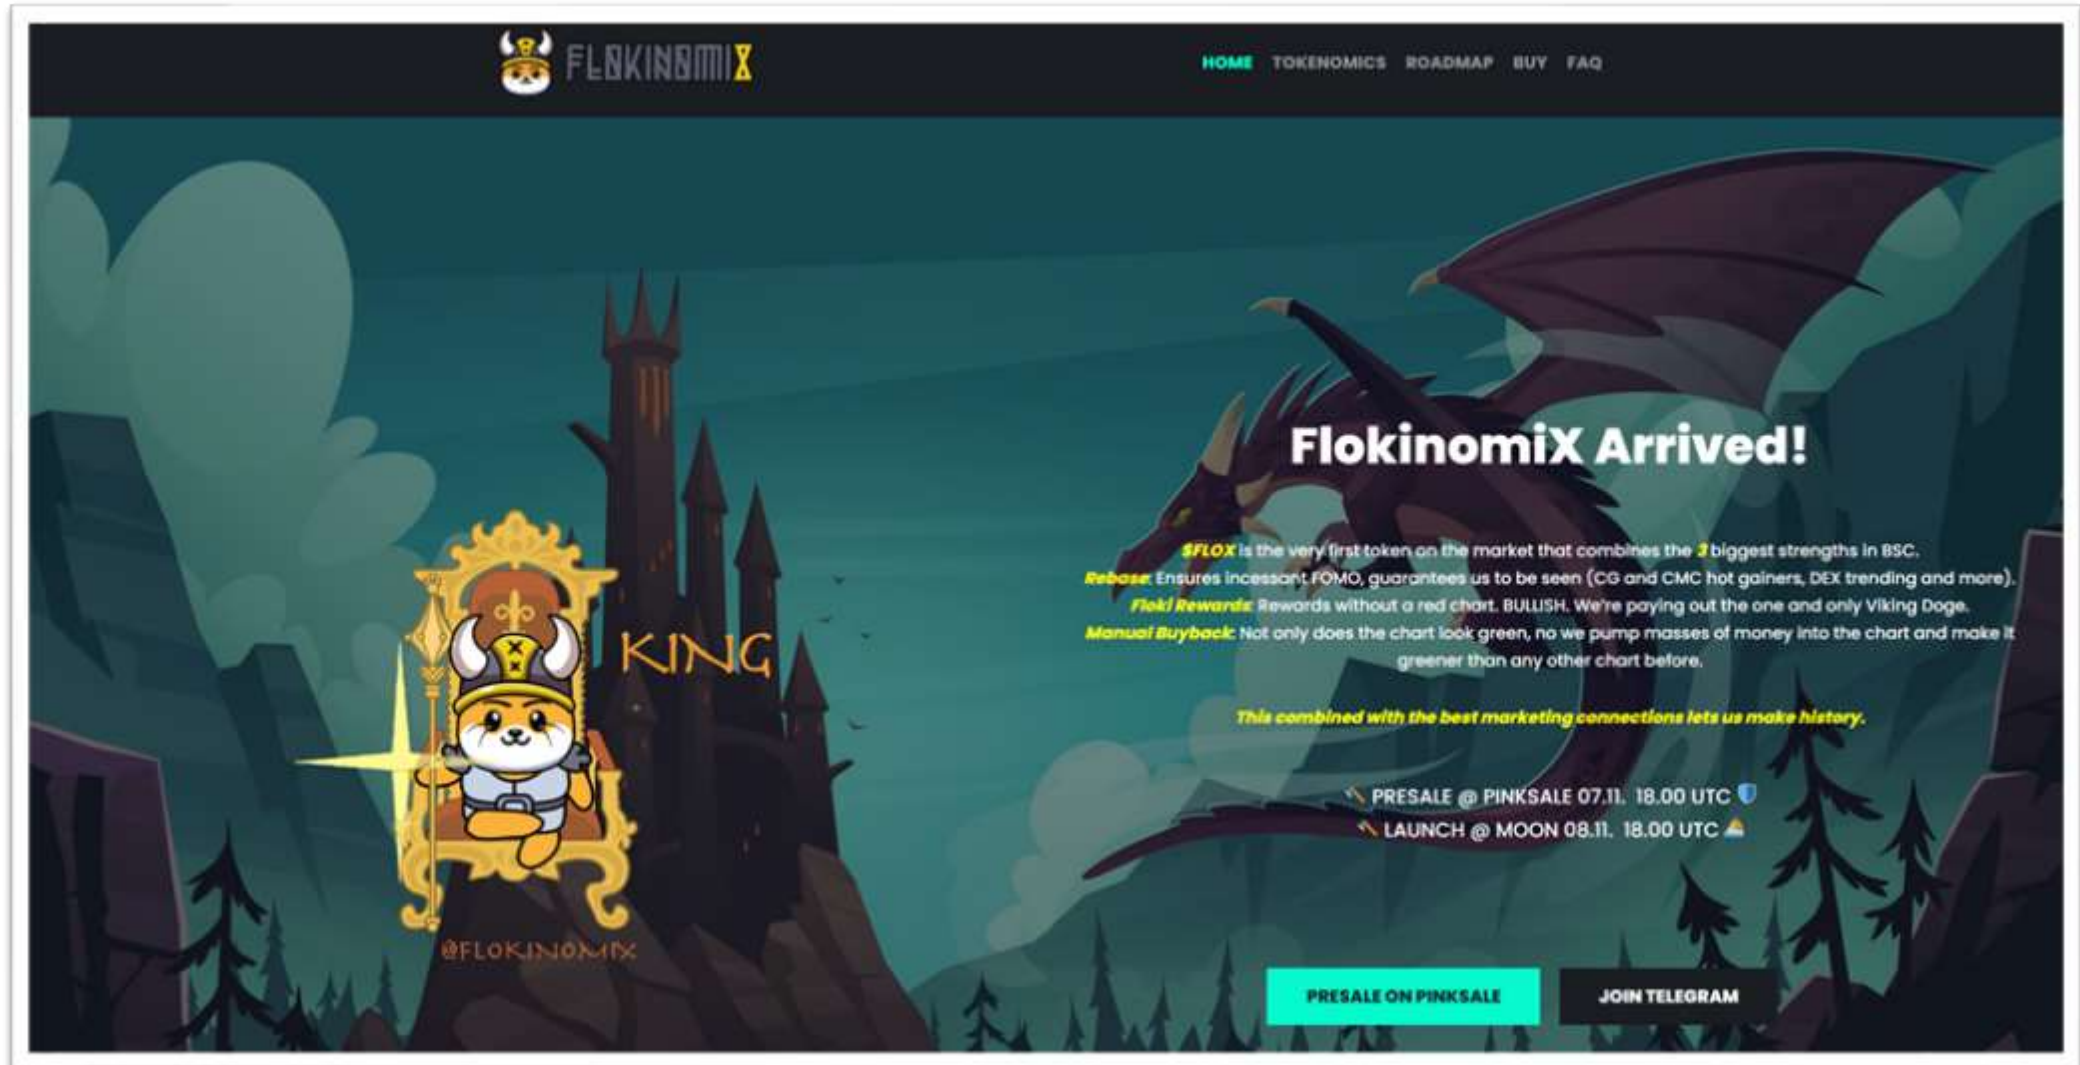 FLOKINOMIX
HOME TOKENOMICS ROADMAP BUY FAQ
FlokinomiX Arrived!
$FLOX is the very first token on the market that combines the 3 biggest strengths in BSC.
Rebase: Ensures incessant FOMO, guarantees us to be seen (CG and CMC hot gainers, DEX trending and more).
Floki Rewards: Rewards without a red chart. BULLISH. We're paying out the one and only Viking Doge.
Manual Buyback: Not only does the chart look green, no we pump masses of money into the chart and make it
greener than any other chart before.
This combined with the best marketing connections lets us make history.
PRESALE @ PINKSALE 07.11. 18.00 UTC
LAUNCH @ MOON 08.11. 18.00 UTC
PRESALE ON PINKSALE JOIN TELEGRAM
KING
@FLOKINOMIX